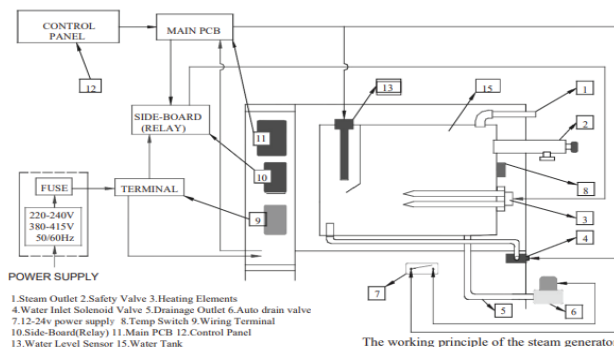 CONTROL
PANEL
MAIN PCB
12
13
15
1
2
SIDE-BOARD
(RELAY)
11
10
9
8
3
4
FUSE
TERMINAL
220-240V
380-415V
50/60Hz
POWER SUPPLY
7
5
6
1.Steam Outlet 2.Safety Valve 3.Heating Elements
4.Water Inlet Solenoid Valve 5.Drainage Outlet 6.Auto drain valve
7.12-24v power supply 8.Temp Switch 9.Wiring Terminal
10.Side-Board(Relay) 11.Main PCB 12.Control Panel
13.Water Level Sensor 15.Water Tank
The working principle of the steam generator